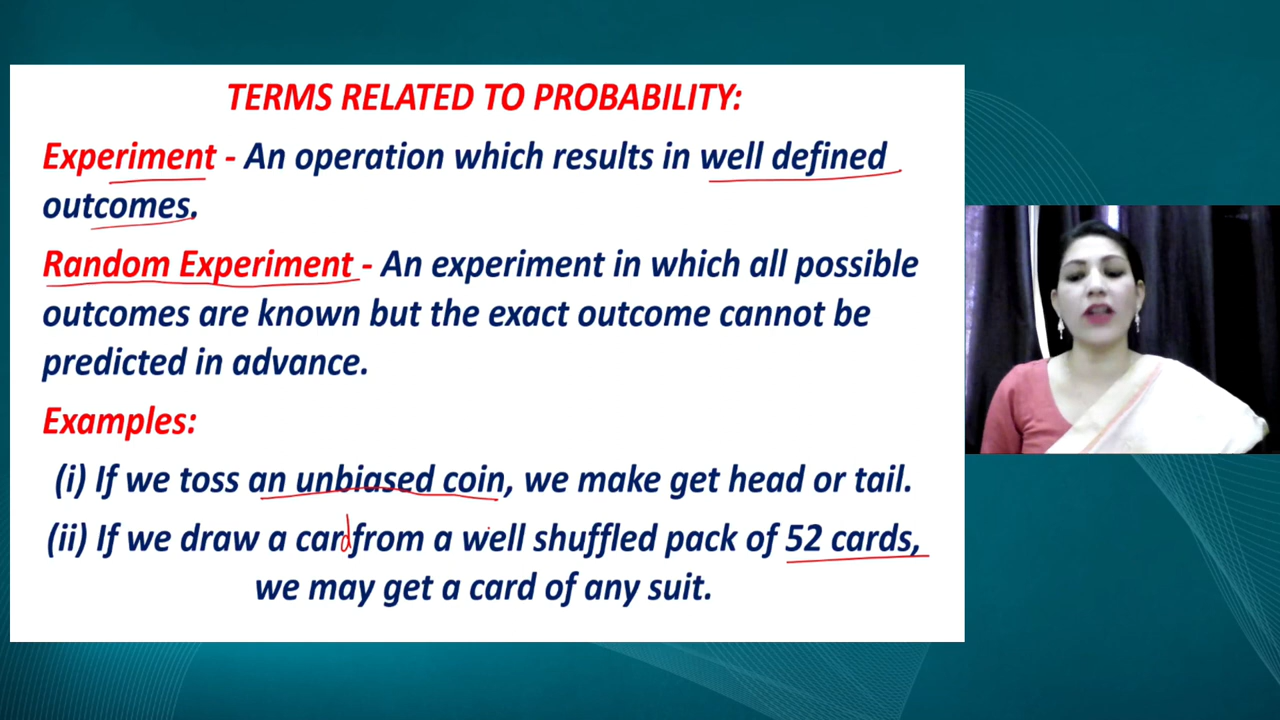 TERMS RELATED TO PROBABILITY:
Experiment - An operation which results in well defined
outcomes.
Random Experiment - An experiment in which all possible
outcomes are known but the exact outcome cannot be
predicted in advance.
Examples:
(i) If we toss an unbiased coin, we make get head or tail.
(ii) If we draw a card from a well shuffled pack of 52 cards,
we may get a card of any suit.